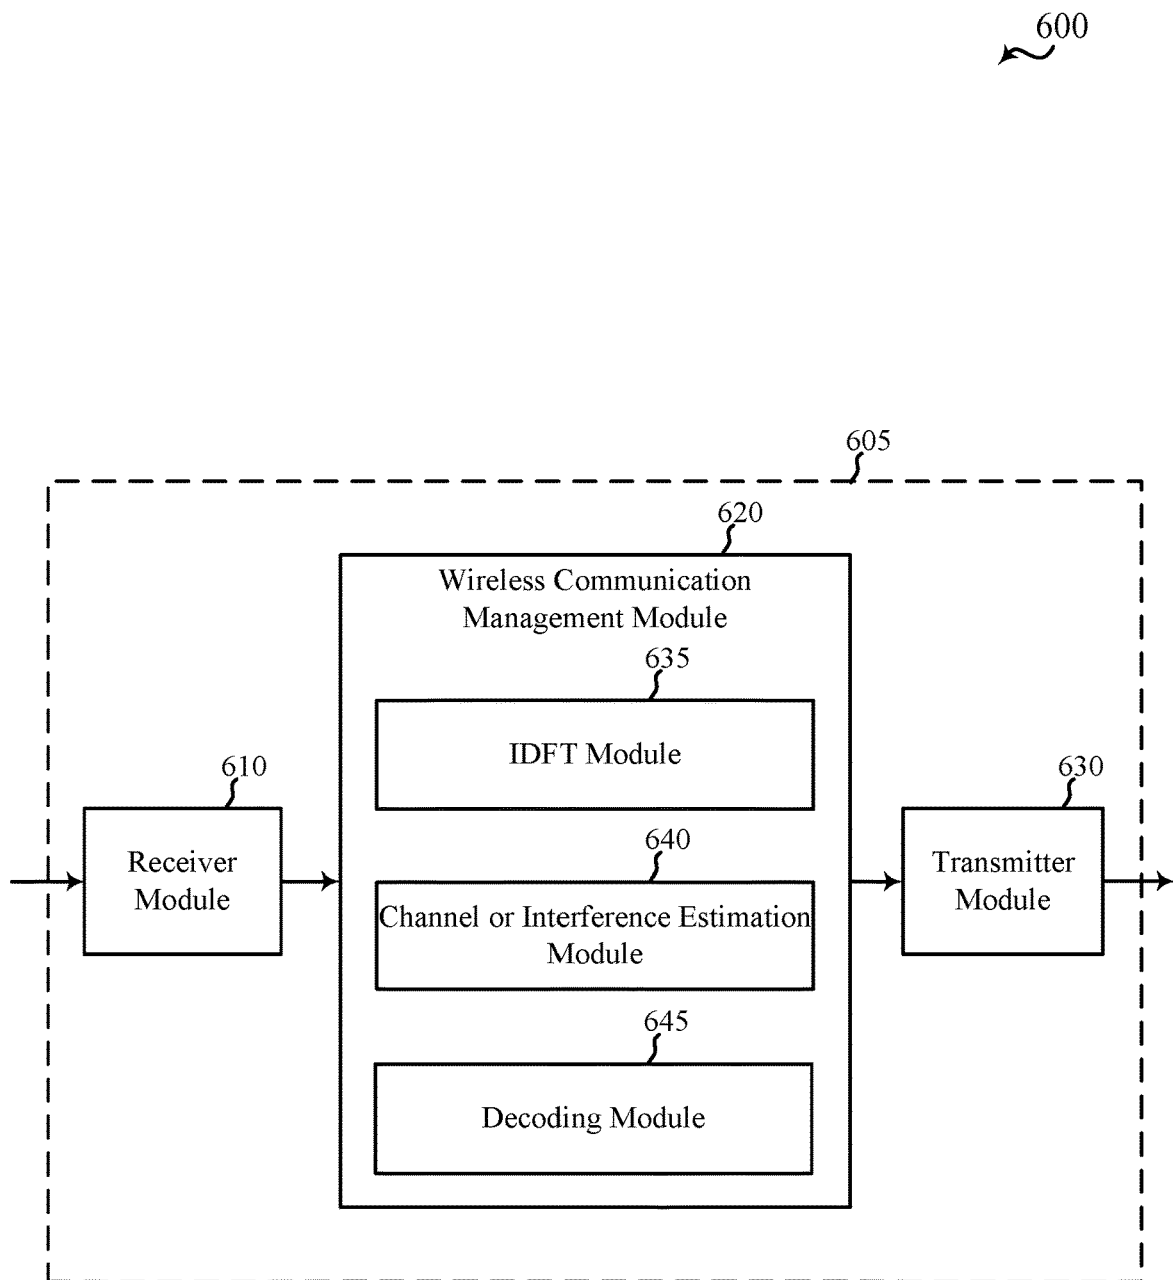 600
605
620
Wireless Communication
Management Module
635
IDFT Module
610
630
Receiver
Module
640
Channel or Interference Estimation
Module
Transmitter
Module
645
Decoding Module